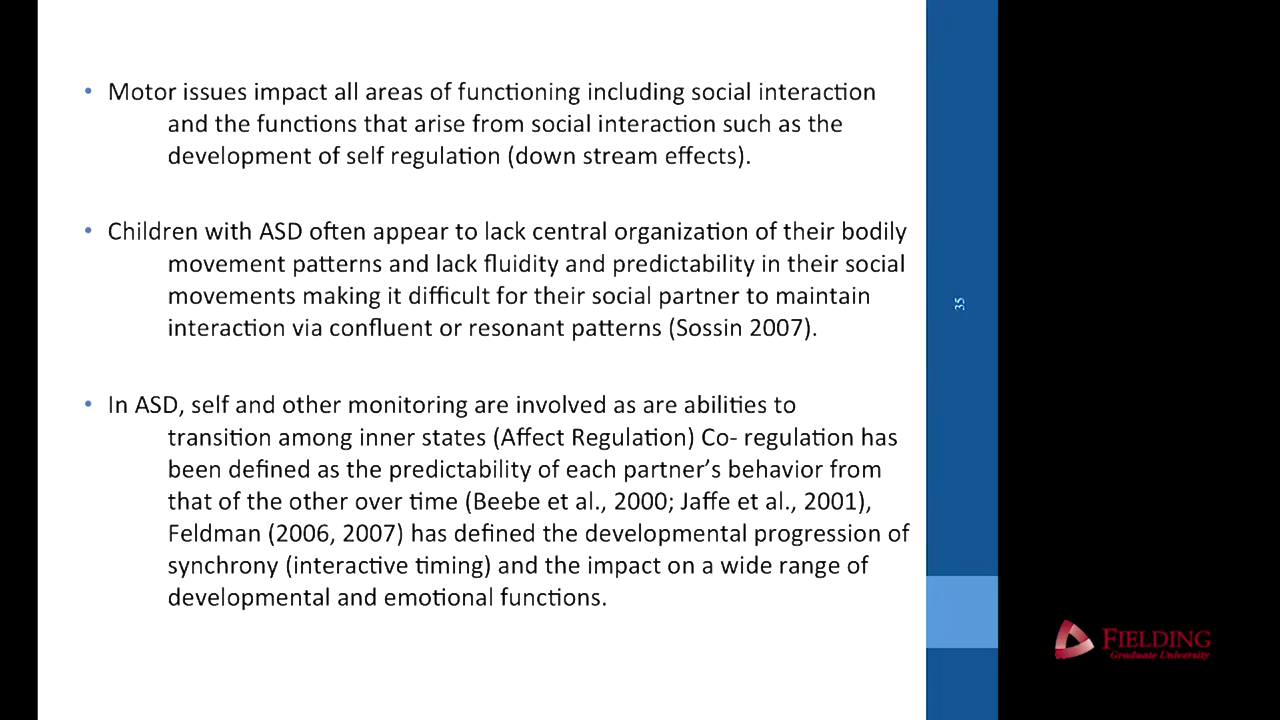 • Motor issues impact all areas of functioning including social interaction
and the functions that arise from social interaction such as the
development of self regulation (down stream effects).
• Children with ASD often appear to lack central organization of their bodily
movement patterns and lack fluidity and predictability in their social
movements making it difficult for their social partner to maintain
interaction via confluent or resonant patterns (Sossin 2007).
• In ASD, self and other monitoring are involved as are abilities to
transition among inner states (Affect Regulation) Co- regulation has
been defined as the predictability of each partner’s behavior from
that of the other over time (Beebe et al., 2000; Jaffe et al., 2001),
Feldman (2006, 2007) has defined the developmental progression of
synchrony (interactive timing) and the impact on a wide range of
developmental and emotional functions.
35
FIELDING
Graduate University